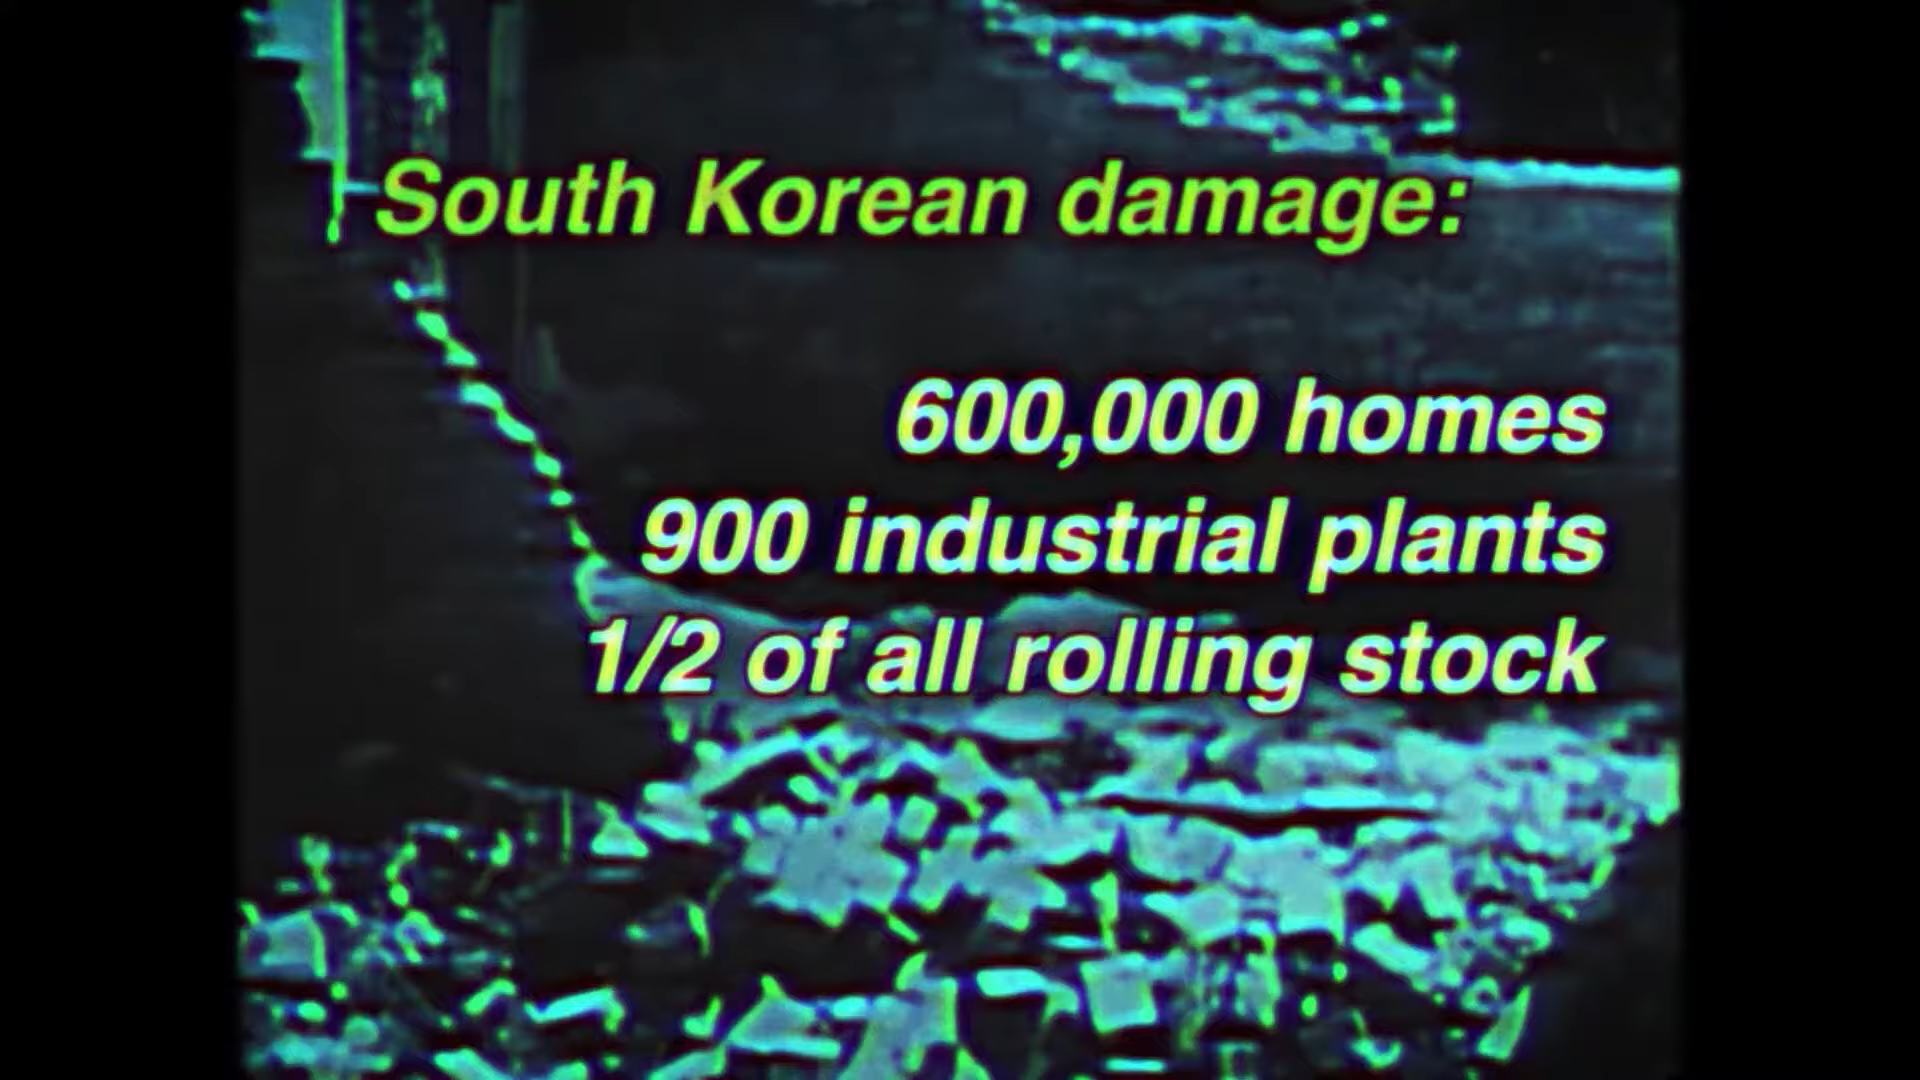 South Korean damage:
600,000 homes
900 industrial plants
1/2 of all rolling stock